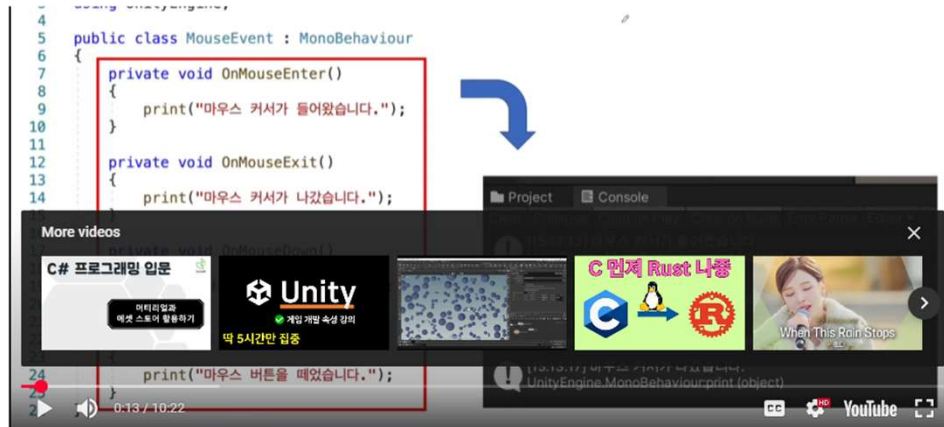 4
5 public class MouseEvent : MonoBehaviour
6 {
7 private void OnMouseEnter()
8 {
9 print("마우스 커서가 들어왔습니다.");
10 }
11
12 private void OnMouseExit()
13 {
14 print("마우스 커서가 나갔습니다.");
Project Console
More videos
C# 프로그래밍 입문
머티리얼과
에셋 스토어 활용하기
Unity
게임 개발 속성 강의
딱 5시간만 집중
C 먼저 Rust 나중
When This Rain Stops
24 print("마우스 버튼을 떼었습니다.");
UnityEngine.MonoBehaviour:print (object)
0:13 / 10:22
CC
HD
YouTube